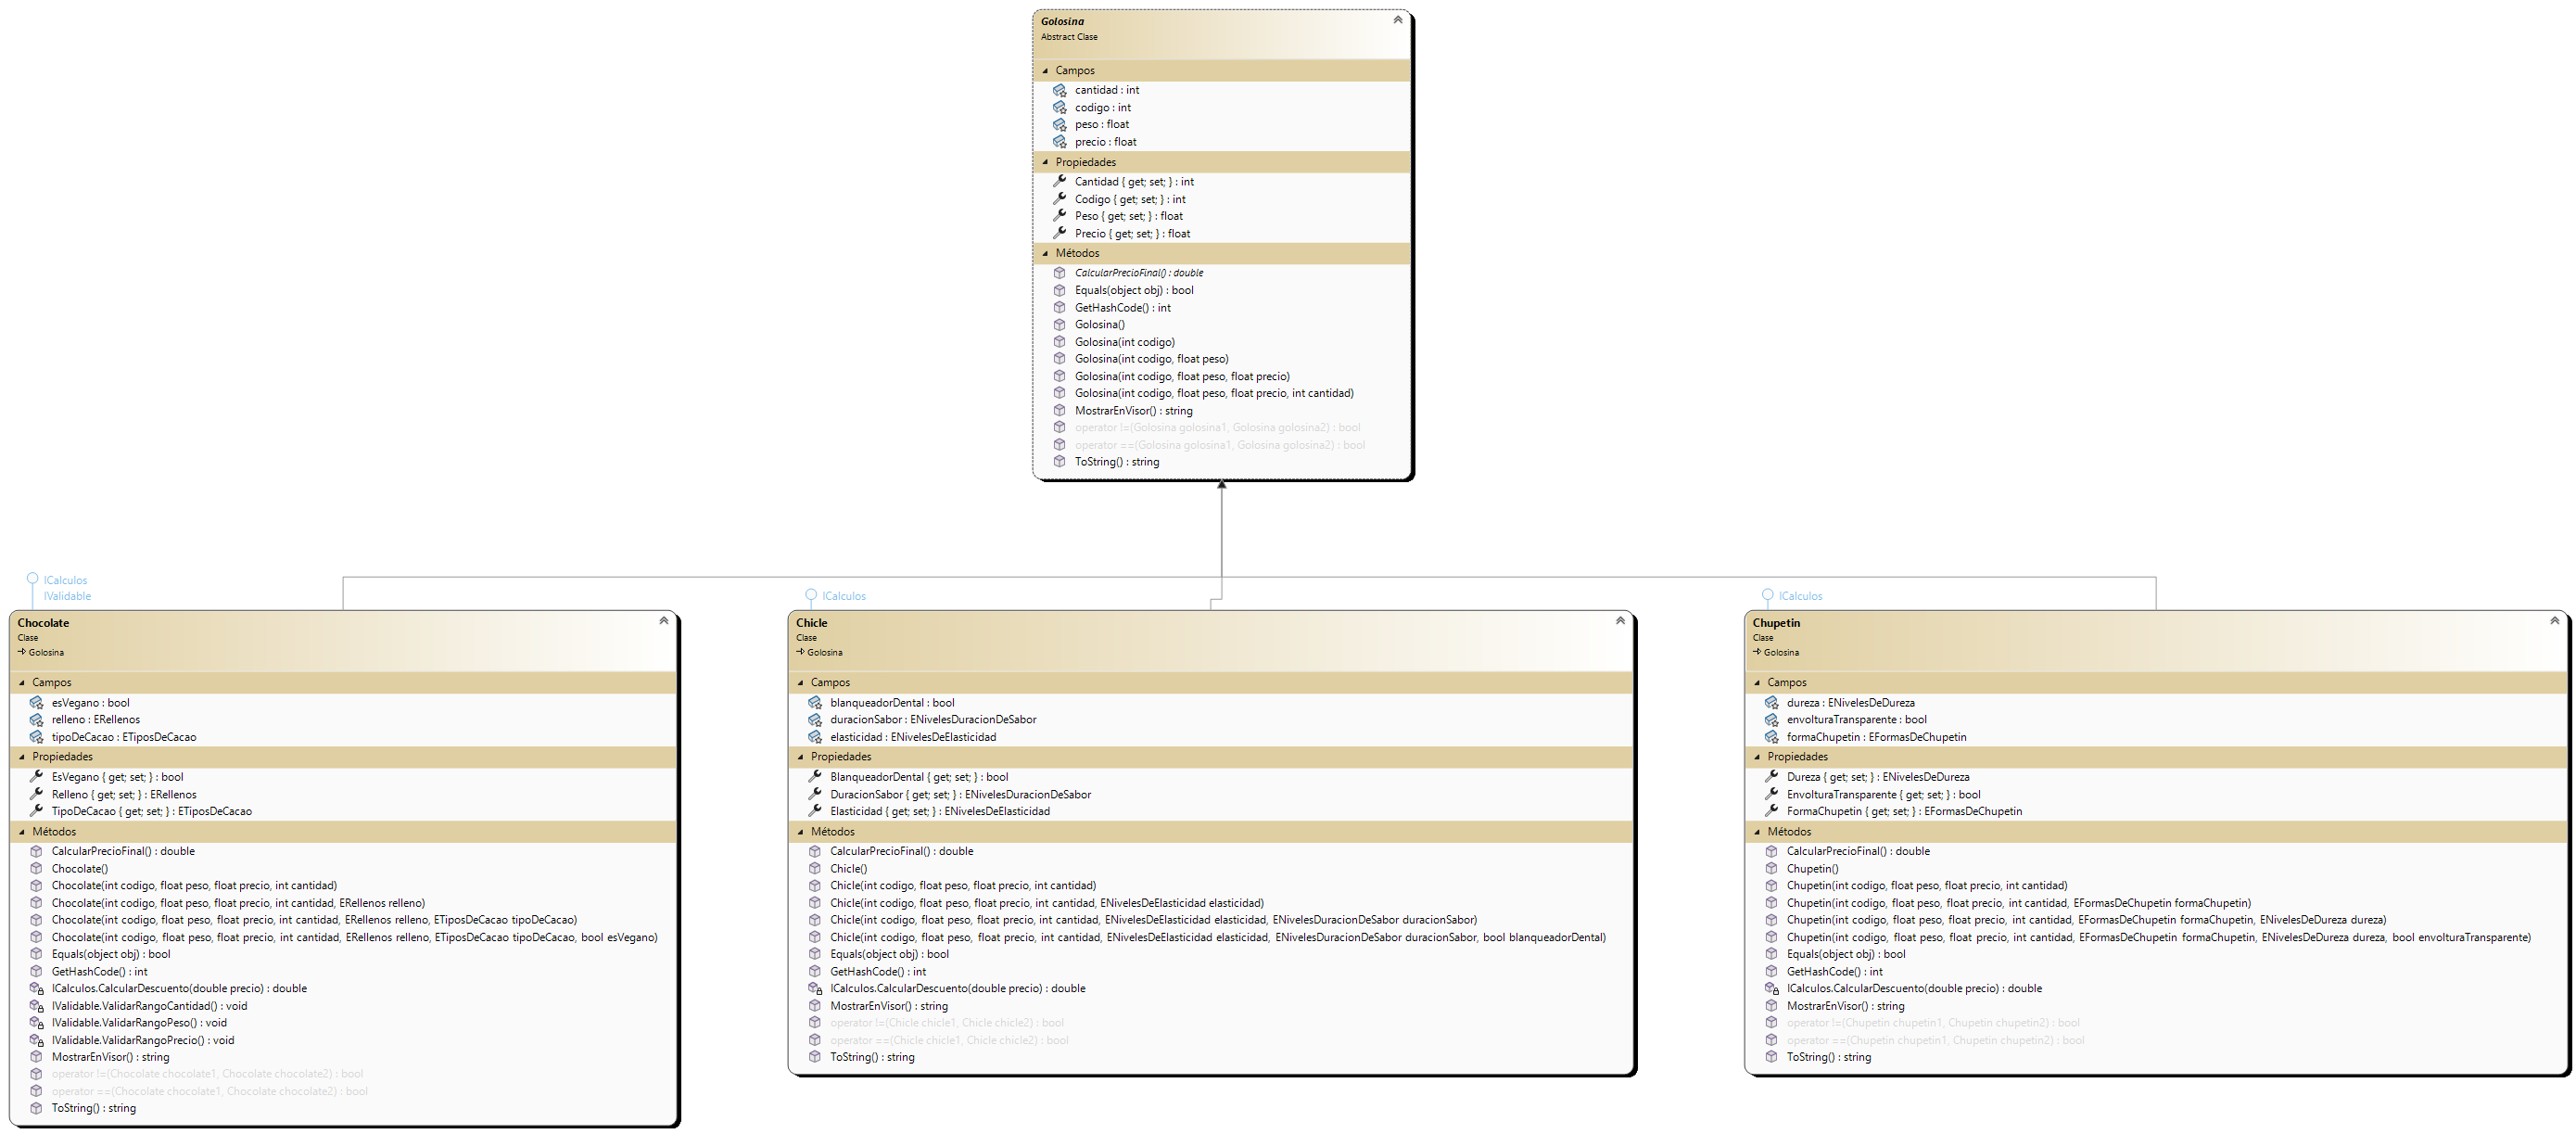 Golosina
Abstract Clase
Campos
cantidad : int
codigo : int
peso : float
precio : float
Propiedades
Cantidad { get; set; } : int
Codigo { get; set; } : int
Peso { get; set; } : float
Precio { get; set; } : float
Métodos
CalcularPrecioFinal() : double
Equals(object obj) : bool
GetHashCode() : int
Golosina()
Golosina(int codigo)
Golosina(int codigo, float peso)
Golosina(int codigo, float peso, float precio)
Golosina(int codigo, float peso, float precio, int cantidad)
MostrarEnVisor() : string
operator !=(Golosina golosina1, Golosina golosina2) : bool
operator ==(Golosina golosina1, Golosina golosina2) : bool
ToString() : string
ICalculos
IValidable
Chocolate
Clase
Golosina
Campos
esVegano : bool
relleno : ERellenos
tipoDeCacao : ETiposDeCacao
Propiedades
EsVegano { get; set; } : bool
Relleno { get; set; } : ERellenos
TipoDeCacao { get; set; } : ETiposDeCacao
Métodos
CalcularPrecioFinal() : double
Chocolate()
Chocolate(int codigo, float peso, float precio, int cantidad)
Chocolate(int codigo, float peso, float precio, int cantidad, ERellenos relleno)
Chocolate(int codigo, float peso, float precio, int cantidad, ERellenos relleno, ETiposDeCacao tipoDeCacao)
Chocolate(int codigo, float peso, float precio, int cantidad, ERellenos relleno, ETiposDeCacao tipoDeCacao, bool esVegano)
Equals(object obj) : bool
GetHashCode() : int
ICalculos.CalcularDescuento(double precio) : double
IValidable.ValidarRangoCantidad() : void
IValidable.ValidarRangoPeso() : void
IValidable.ValidarRangoPrecio() : void
MostrarEnVisor() : string
operator !=(Chocolate chocolate1, Chocolate chocolate2) : bool
operator ==(Chocolate chocolate1, Chocolate chocolate2) : bool
ToString() : string
ICalculos
Chicle
Clase
Golosina
Campos
blanqueadorDental : bool
duracionSabor : ENivelesDuracionDeSabor
elasticidad : ENivelesDeElasticidad
Propiedades
BlanqueadorDental { get; set; } : bool
DuracionSabor { get; set; } : ENivelesDuracionDeSabor
Elasticidad { get; set; } : ENivelesDeElasticidad
Métodos
CalcularPrecioFinal() : double
Chicle()
Chicle(int codigo, float peso, float precio, int cantidad)
Chicle(int codigo, float peso, float precio, int cantidad, ENivelesDeElasticidad elasticidad)
Chicle(int codigo, float peso, float precio, int cantidad, ENivelesDeElasticidad elasticidad, ENivelesDuracionDeSabor duracionSabor)
Chicle(int codigo, float peso, float precio, int cantidad, ENivelesDeElasticidad elasticidad, ENivelesDuracionDeSabor duracionSabor, bool blanqueadorDental)
Equals(object obj) : bool
GetHashCode() : int
ICalculos.CalcularDescuento(double precio) : double
MostrarEnVisor() : string
operator !=(Chicle chicle1, Chicle chicle2) : bool
operator ==(Chicle chicle1, Chicle chicle2) : bool
ToString() : string
ICalculos
Chupetin
Clase
Golosina
Campos
dureza : ENivelesDeDureza
envolturaTransparente : bool
formaChupetin : EFormasDeChupetin
Propiedades
Dureza { get; set; } : ENivelesDeDureza
EnvolturaTransparente { get; set; } : bool
FormaChupetin { get; set; } : EFormasDeChupetin
Métodos
CalcularPrecioFinal() : double
Chupetin()
Chupetin(int codigo, float peso, float precio, int cantidad)
Chupetin(int codigo, float peso, float precio, int cantidad, EFormasDeChupetin formaChupetin)
Chupetin(int codigo, float peso, float precio, int cantidad, EFormasDeChupetin formaChupetin, ENivelesDeDureza dureza)
Chupetin(int codigo, float peso, float precio, int cantidad, EFormasDeChupetin formaChupetin, ENivelesDeDureza dureza, bool envolturaTransparente)
Equals(object obj) : bool
GetHashCode() : int
ICalculos.CalcularDescuento(double precio) : double
MostrarEnVisor() : string
operator !=(Chupetin chupetin1, Chupetin chupetin2) : bool
operator ==(Chupetin chupetin1, Chupetin chupetin2) : bool
ToString() : string